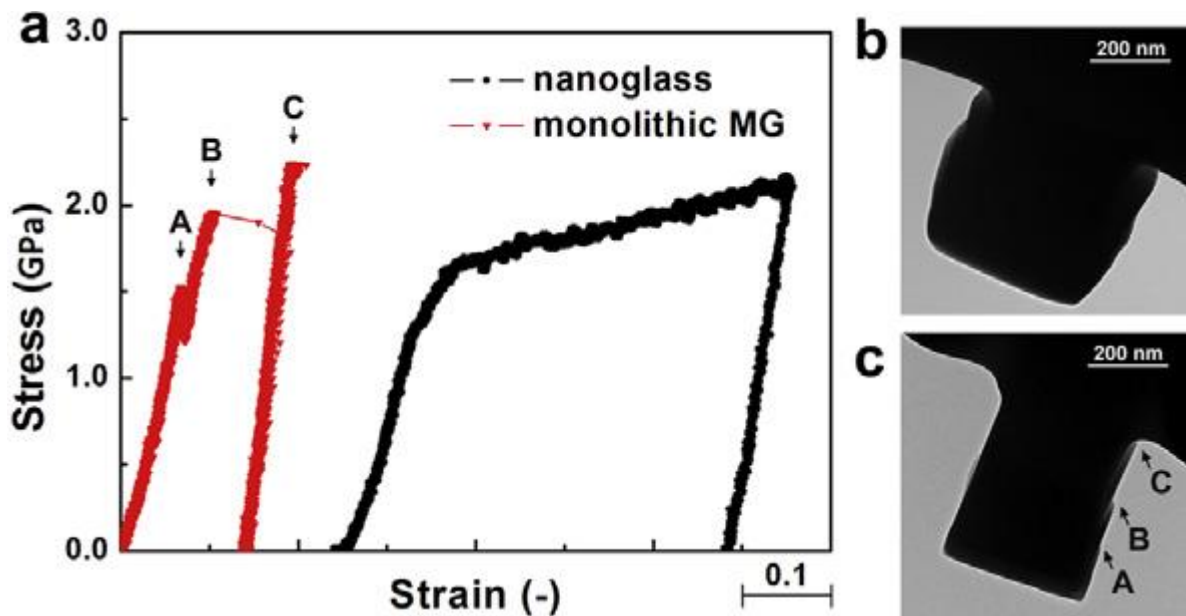 a
3.0
2.0
1.0
0.0
Stress (GPa)
Strain (-)
0.1
nanoglass
monolithic MG
A
B
C
b
200 nm
c
200 nm
C
B
A